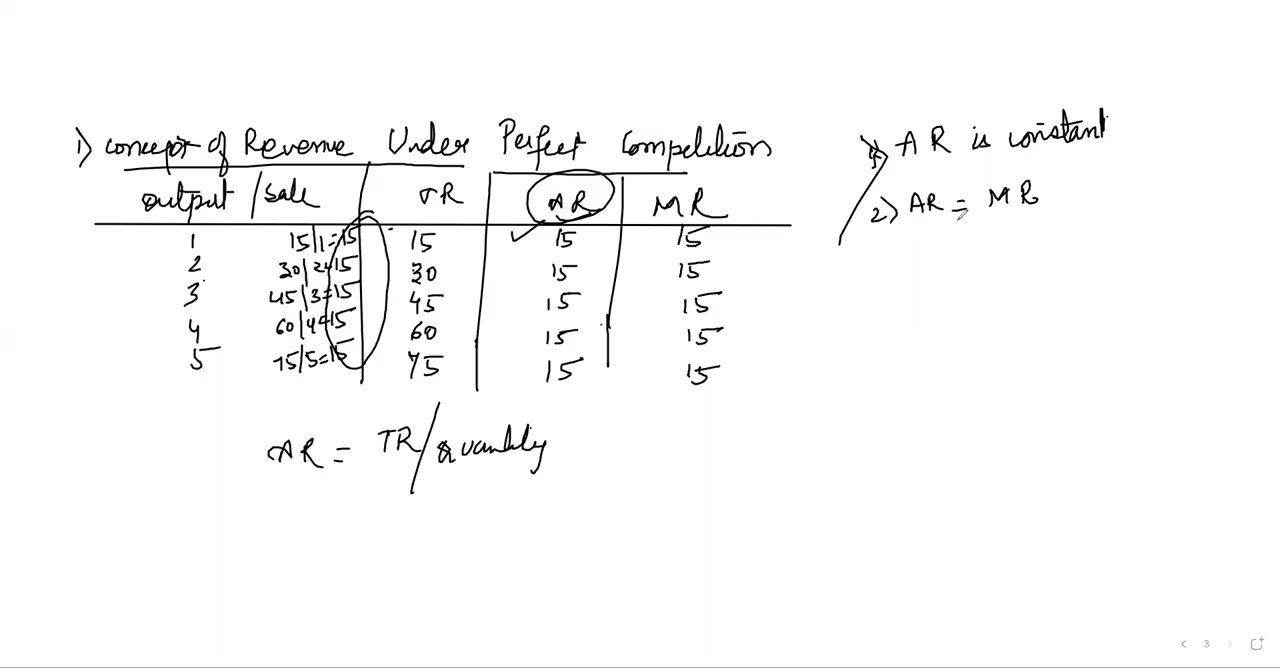 1) concept of Revenue Under Perfect Competition
output / Sale TR AR MR
1 15/1=15 15 15 15
2 30/2=15 30 15 15
3 45/3=15 45 15 15
4 60/4=15 60 15 15
5 75/5=15 75 15 15
AR = TR/Quantity
1) AR is constant
2) AR = MR
3